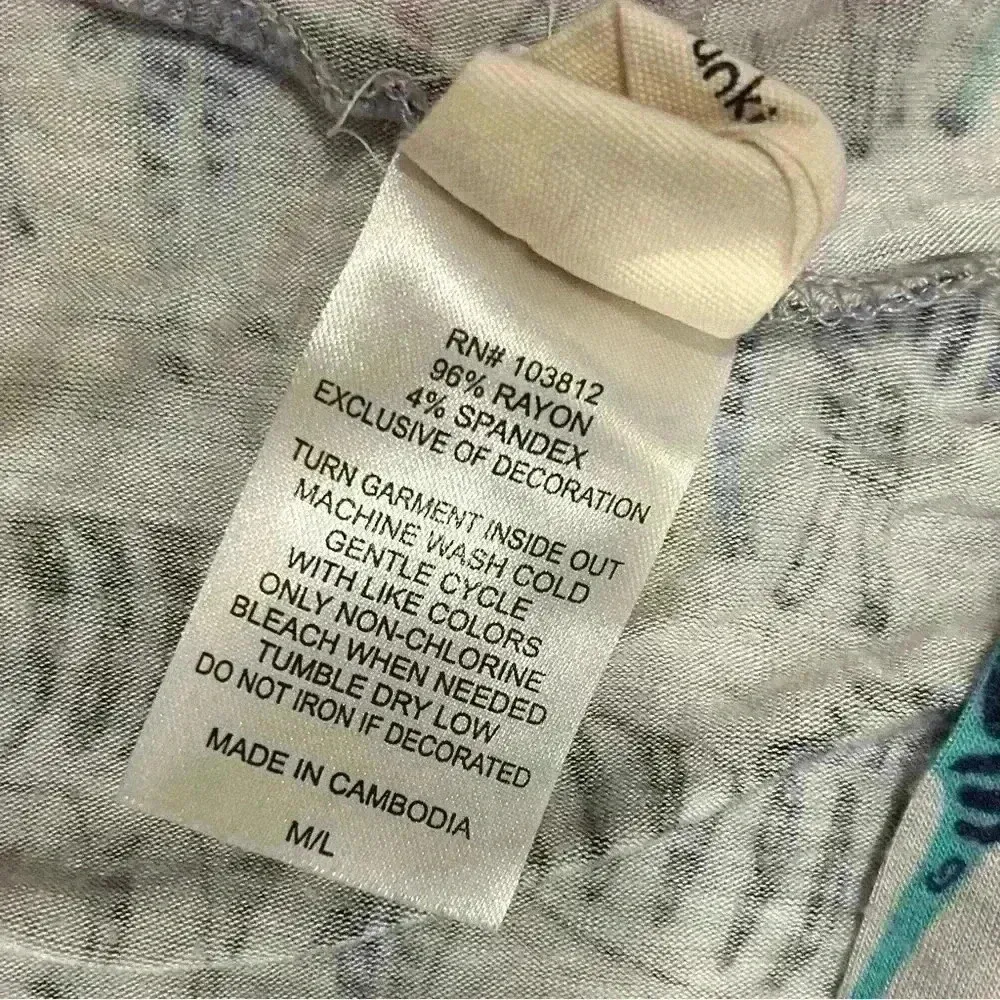 RN# 103812
96% RAYON
4% SPANDEX
EXCLUSIVE OF DECORATION
TURN GARMENT INSIDE OUT
MACHINE WASH COLD
GENTLE CYCLE
WITH LIKE COLORS
ONLY NON-CHLORINE
BLEACH WHEN NEEDED
TUMBLE DRY LOW
DO NOT IRON IF DECORATED
MADE IN CAMBODIA
M/L